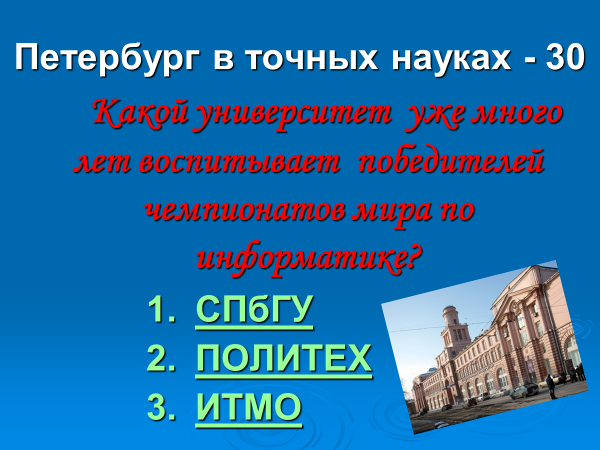 Петербург в точных науках - 30
Какой университет уже много
лет воспитывает победителей
чемпионатов мира по
информатике?
1. СПбГУ
2. ПОЛИТЕХ
3. ИТМО